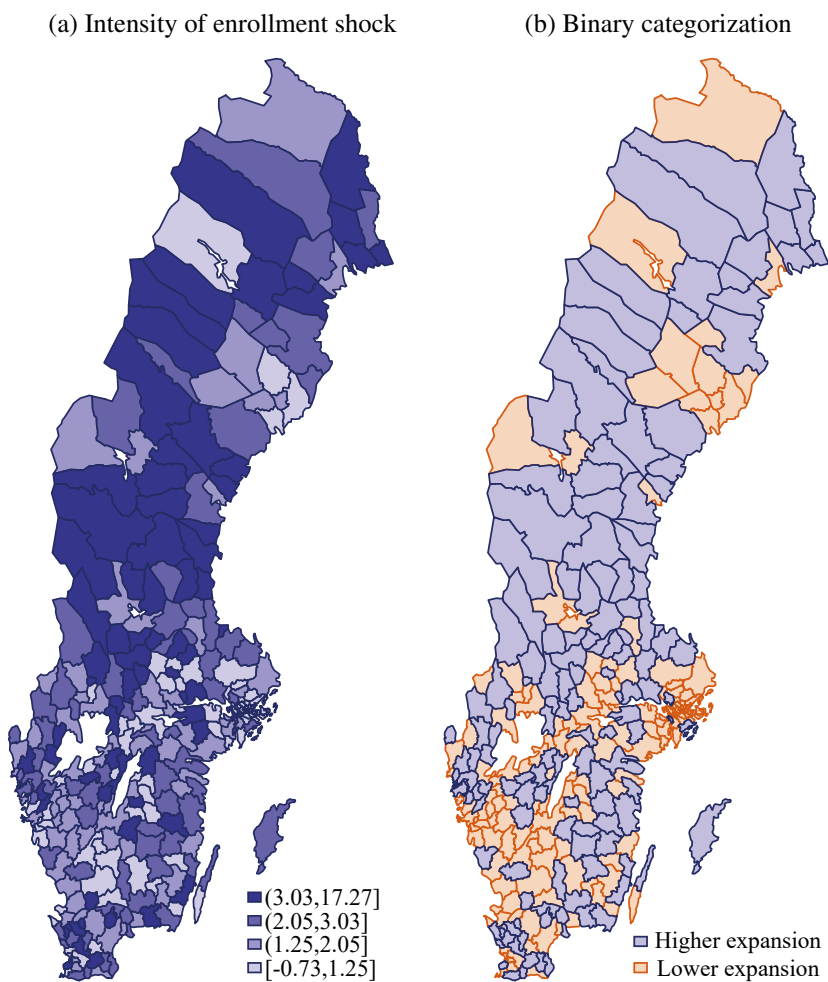 (a) Intensity of enrollment shock
(b) Binary categorization
(3.03,17.27]
(2.05,3.03]
(1.25,2.05]
[-0.73,1.25]
Higher expansion
Lower expansion